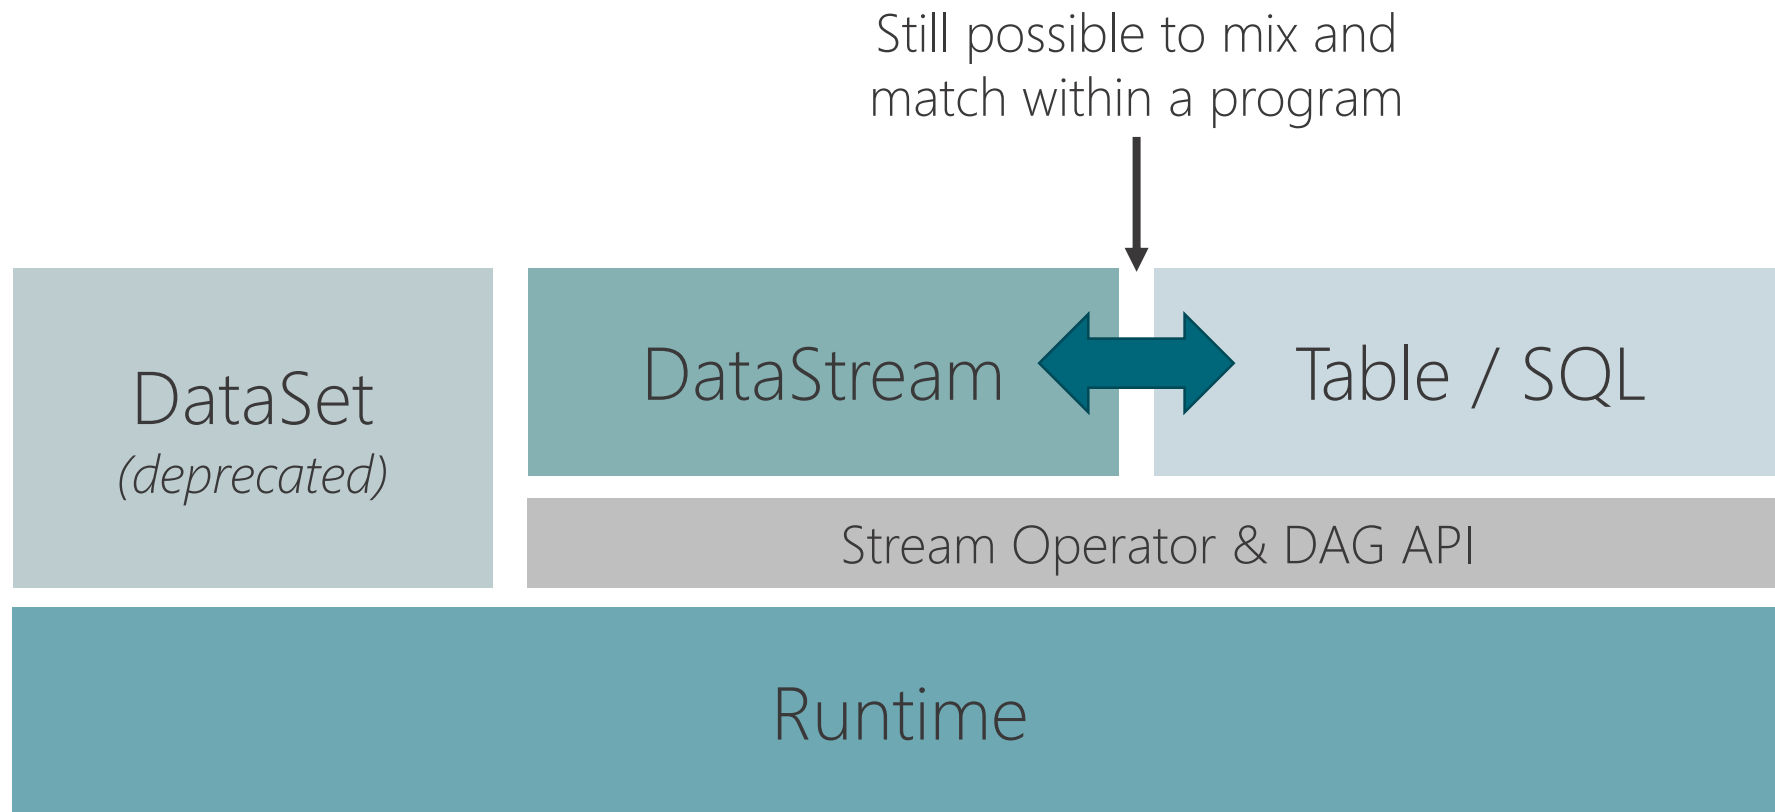 Still possible to mix and
match within a program
DataSet
(deprecated)
DataStream
Table / SQL
Stream Operator & DAG API
Runtime